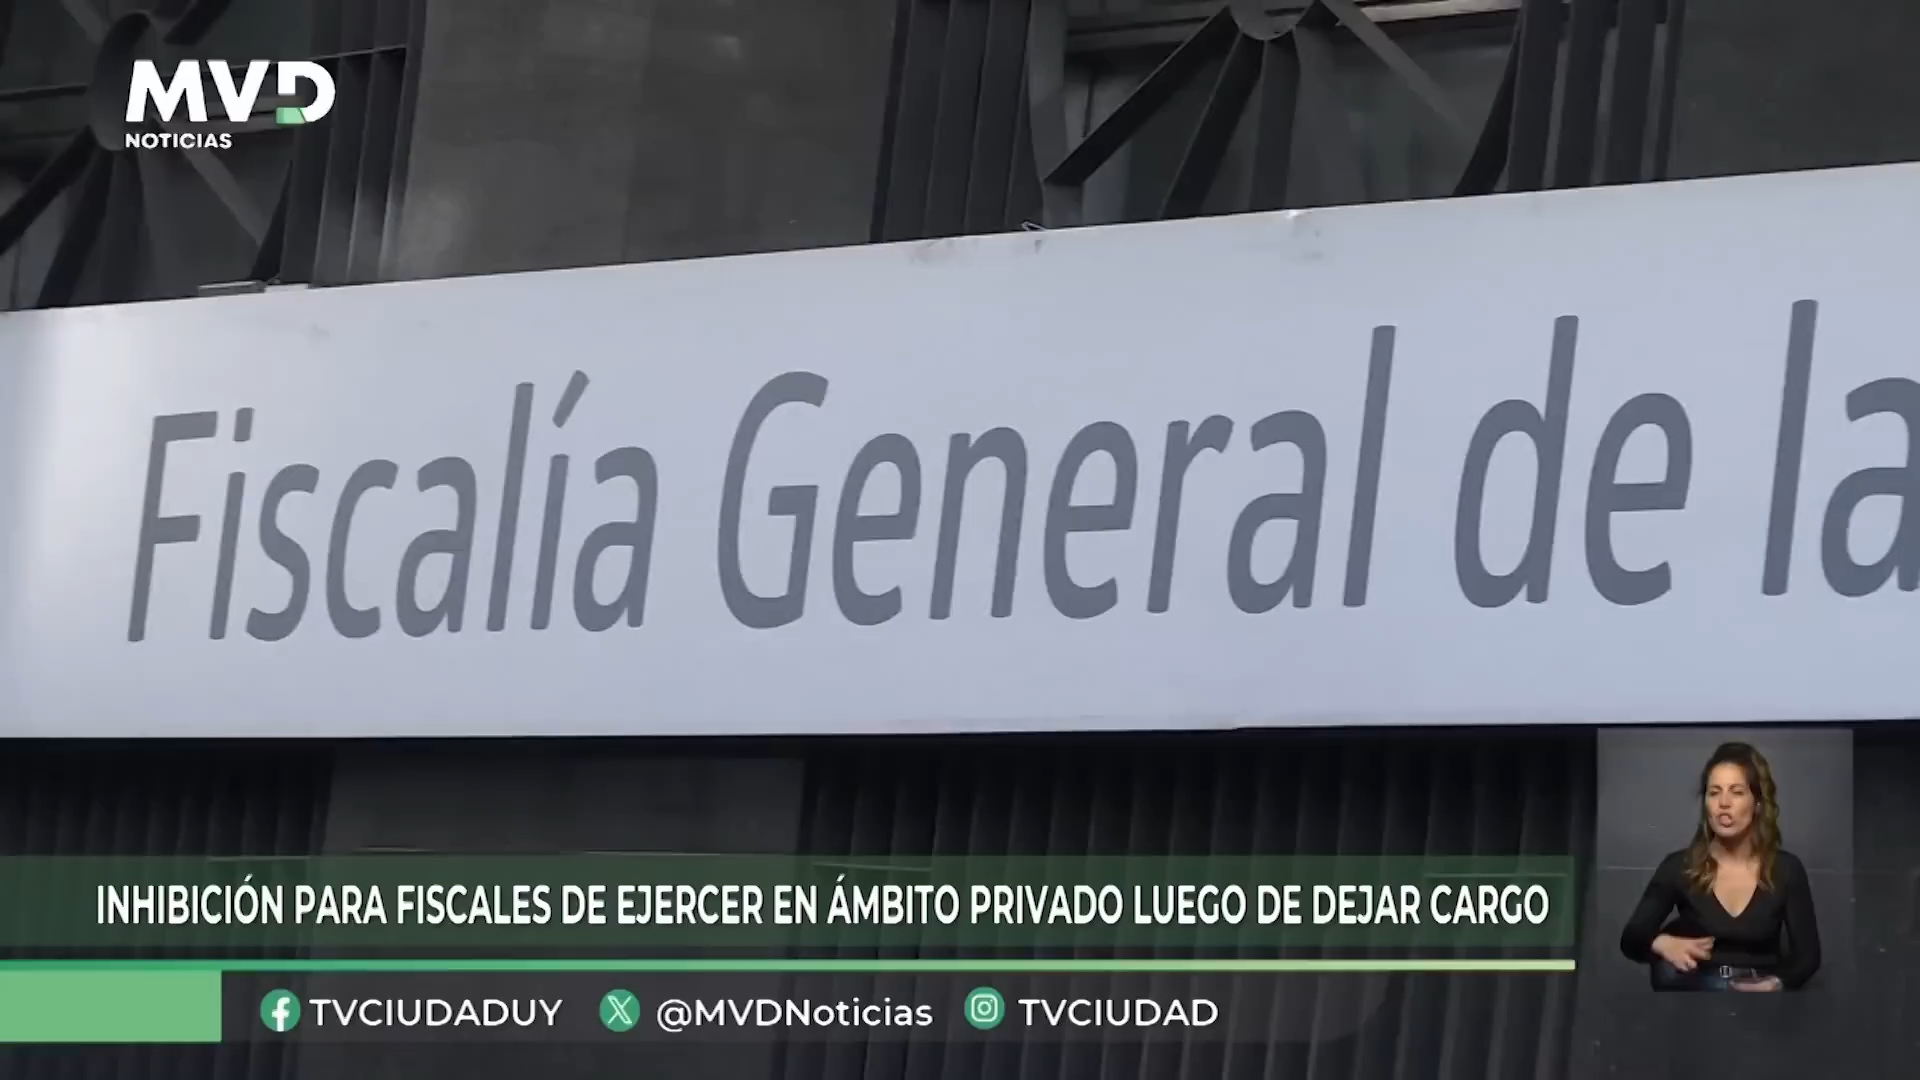 MVD
NOTICIAS
Fiscalía General de la
INHIBICIÓN PARA FISCALES DE EJERCER EN ÁMBITO PRIVADO LUEGO DE DEJAR CARGO
TVCIUDADUY @MVDNoticias TVCIUDAD